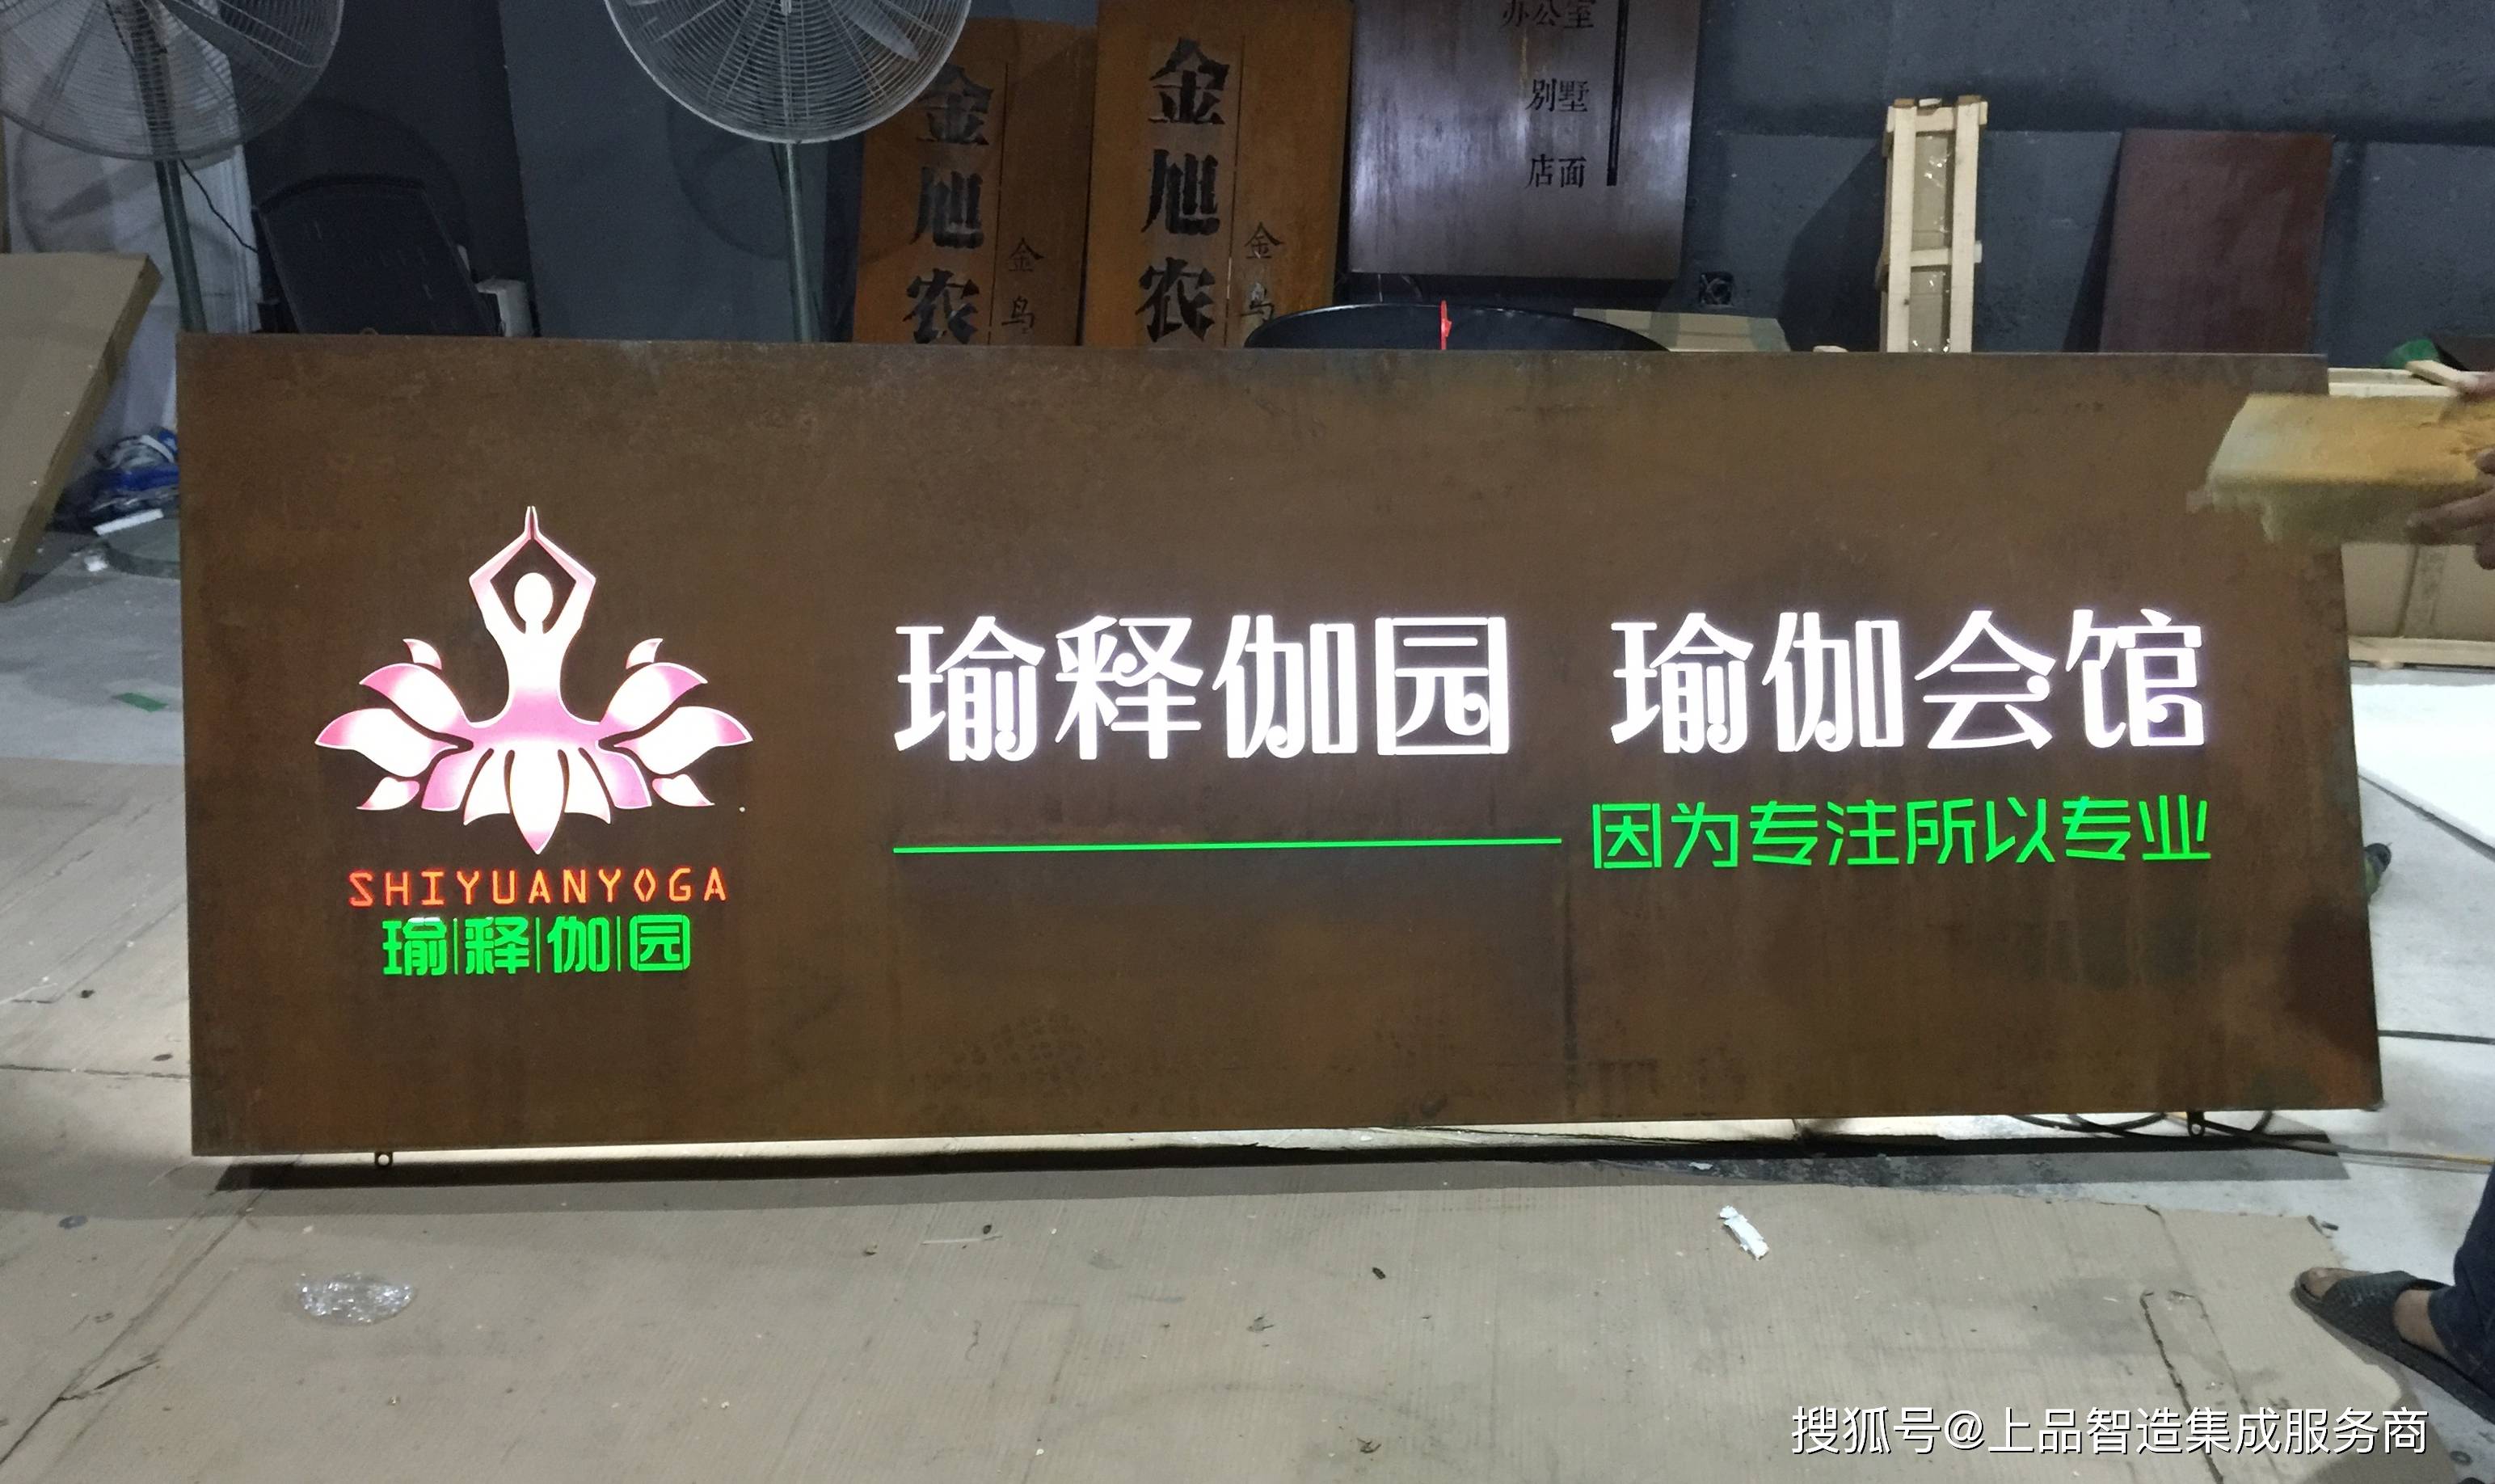 办公室
别墅
店面
金旭农
金鸟
金旭农
金鸟
瑜释伽园 瑜伽会馆
因为专注所以专业
SHIYUANYOGA
瑜|释|伽|园
搜狐号@上品智造集成服务商